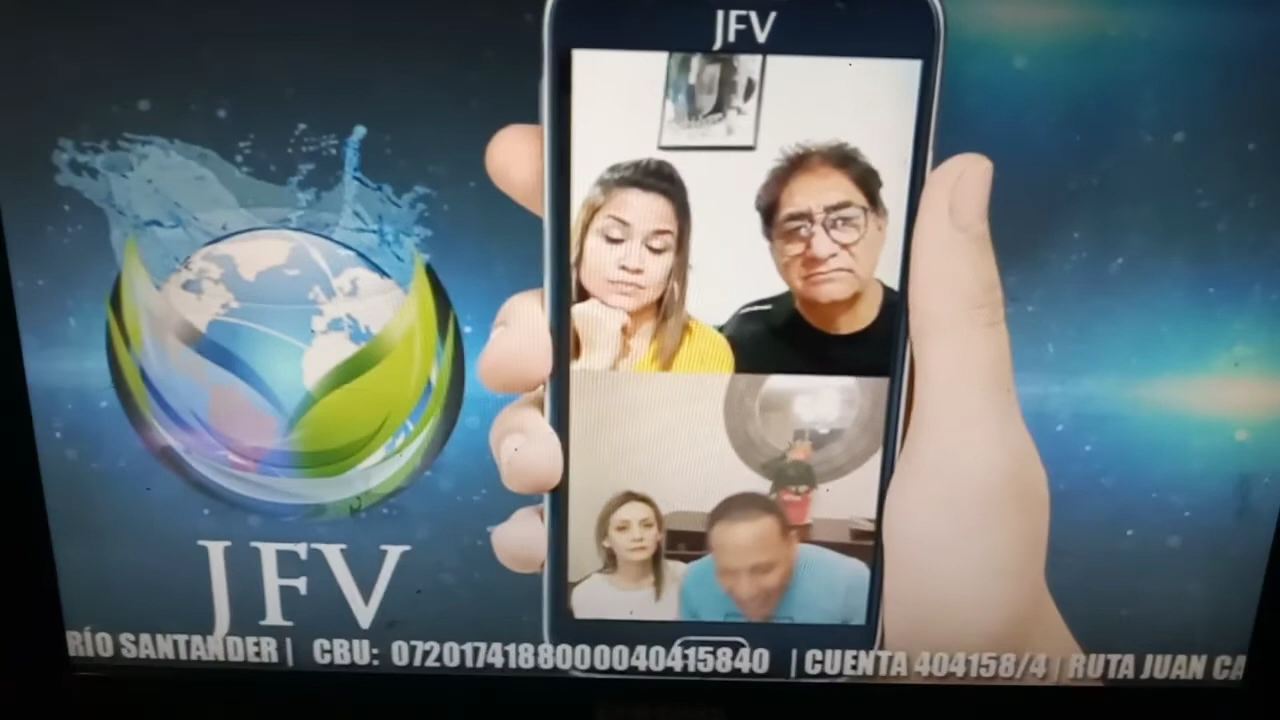 JFV
JFV
RÍO SANTANDER | CBU: 0720174188000040415840 | CUENTA 404158/4 | RUTA JUAN CA